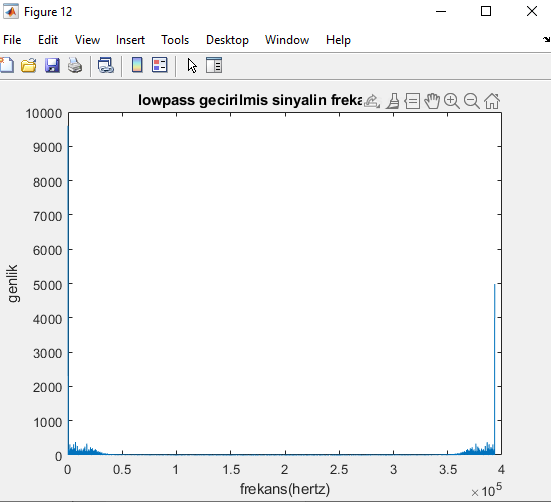 Figure 12
File Edit View Insert Tools Desktop Window Help
lowpass gecirilmis sinyalin freka
10000
9000
8000
7000
6000
5000
4000
3000
2000
1000
0
genlik
0 0.5 1 1.5 2 2.5 3 3.5 4
frekans(hertz)
×10^5